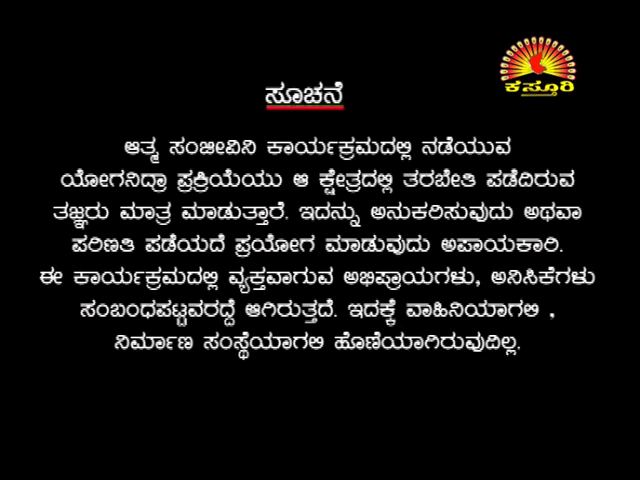 ಕಸ್ತೂರಿ
ಸೂಚನೆ
ಆತ್ಮ ಸಂಜೀವಿನಿ ಕಾರ್ಯಕ್ರಮದಲ್ಲಿ ನಡೆಯುವ
ಯೋಗನಿದ್ರಾ ಪ್ರಕ್ರಿಯೆಯು ಆ ಕ್ಷೇತ್ರದಲ್ಲಿ ತರಬೇತಿ ಪಡೆದಿರುವ
ತಜ್ಞರು ಮಾತ್ರ ಮಾಡುತ್ತಾರೆ. ಇದನ್ನು ಅನುಕರಿಸುವುದು ಅಥವಾ
ಪರಿಣತಿ ಪಡೆಯದೆ ಪ್ರಯೋಗ ಮಾಡುವುದು ಅಪಾಯಕಾರಿ.
ಈ ಕಾರ್ಯಕ್ರಮದಲ್ಲಿ ವ್ಯಕ್ತವಾಗುವ ಅಭಿಪ್ರಾಯಗಳು, ಅನಿಸಿಕೆಗಳು
ಸಂಬಂಧಪಟ್ಟವರದ್ದೆ ಆಗಿರುತ್ತದೆ. ಇದಕ್ಕೆ ವಾಹಿನಿಯಾಗಲಿ ,
ನಿರ್ಮಾಣ ಸಂಸ್ಥೆಯಾಗಲಿ ಹೊಣೆಯಾಗಿರುವುದಿಲ್ಲ.